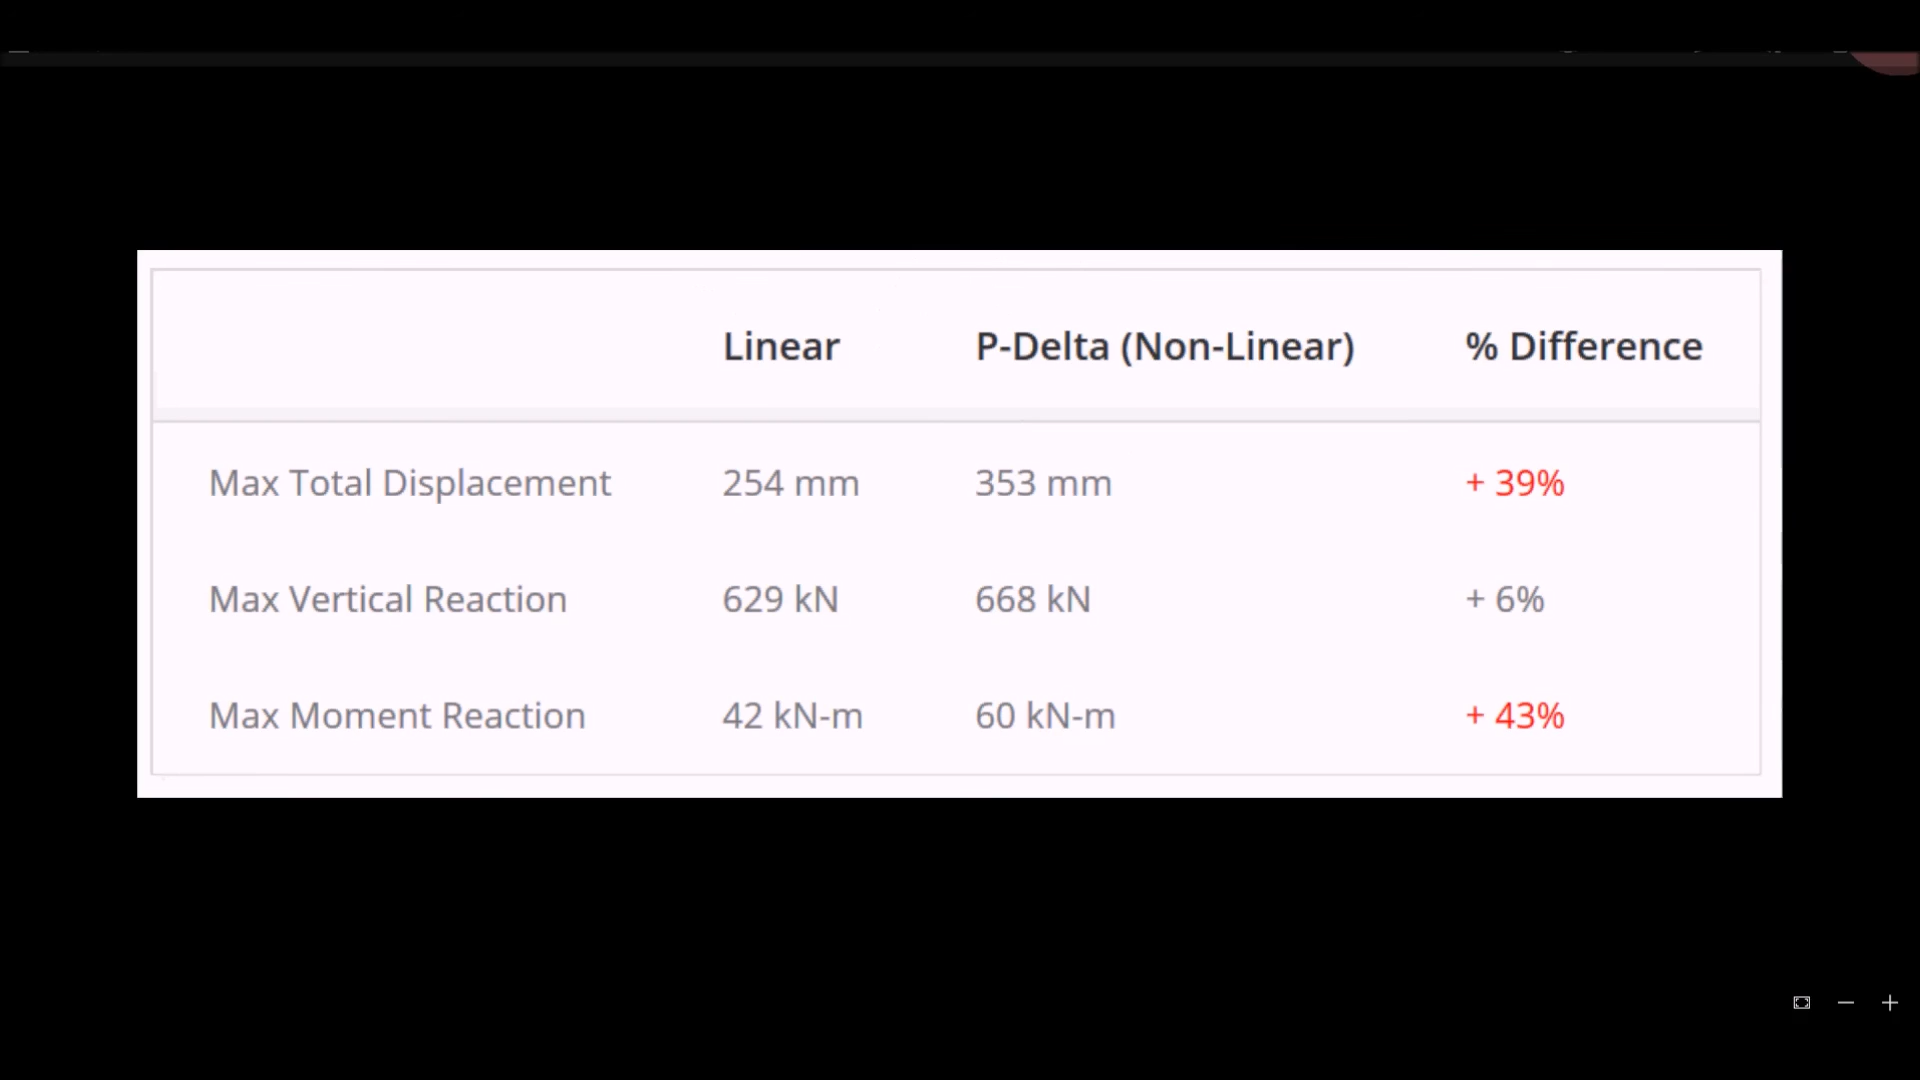 Linear P-Delta (Non-Linear) % Difference
Max Total Displacement 254 mm 353 mm + 39%
Max Vertical Reaction 629 kN 668 kN + 6%
Max Moment Reaction 42 kN-m 60 kN-m + 43%